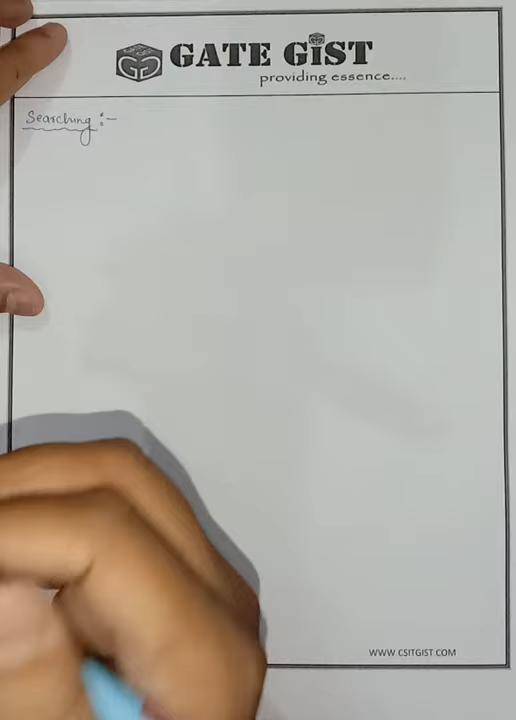 GATE GiST
providing essence....
Searching :-
WWW CSITGIST COM